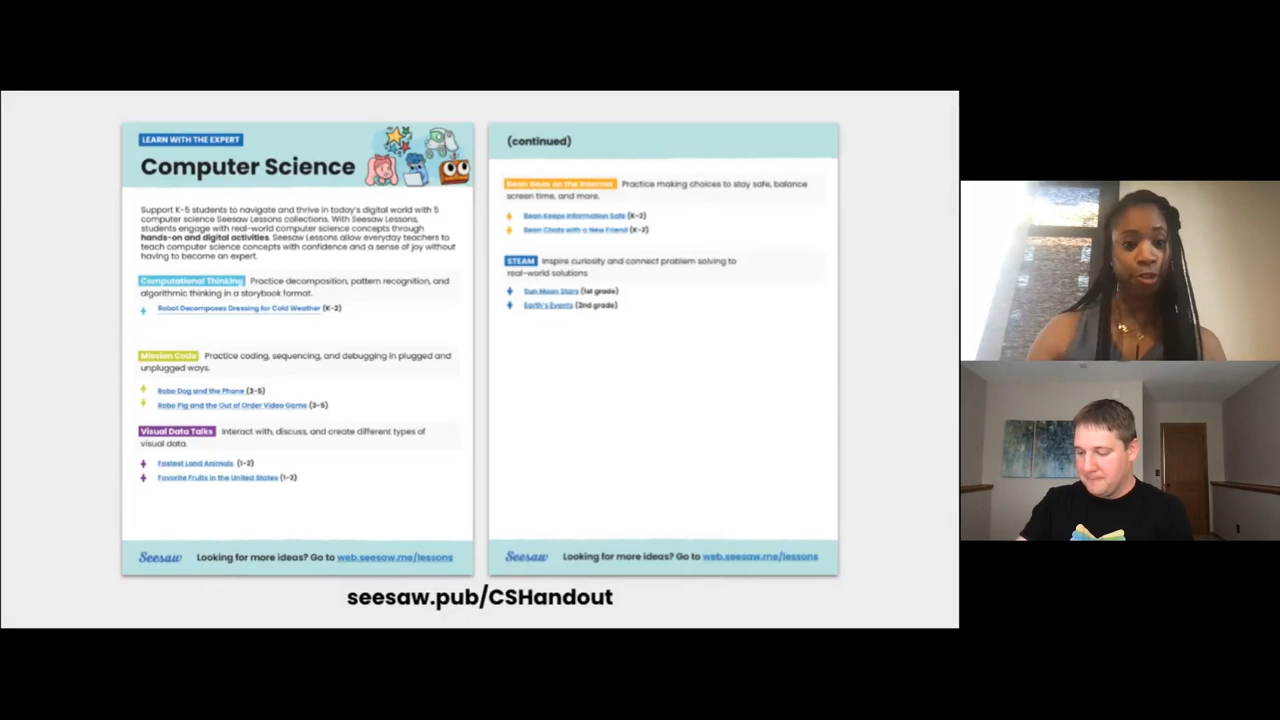 LEARN WITH THE EXPERT
Computer Science
Support K-5 students to navigate and thrive in today's digital world with 5
computer science Seesaw Lessons collections. With Seesaw Lessons,
students engage with real-world computer science concepts through
hands-on and digital activities. Seesaw Lessons allow everyday teachers to
teach computer science concepts with confidence and a sense of joy without
having to become an expert.
Computational Thinking Practice decomposition, pattern recognition, and
algorithmic thinking in a storybook format.
Robot Decomposes Dressing for Cold Weather (K-2)
Mission Code Practice coding, sequencing, and debugging in plugged and
unplugged ways.
Robo Dog and the Phone (3-5)
Robo Pig and the Out of Order Video Game (3-5)
Visual Data Talks Interact with, discuss, and create different types of
visual data.
Fastest Land Animals (1-2)
Favorite Fruits in the United States (1-2)
Seesaw Looking for more ideas? Go to web.seesaw.me/lessons
(continued)
Bean Goes on the Internet Practice making choices to stay safe, balance
screen time, and more.
Bean Keeps Information Safe (K-2)
Bean Chats with a New Friend (K-2)
STEAM Inspire curiosity and connect problem solving to
real-world solutions
Sun Moon Stars (1st grade)
Earth's Events (2nd grade)
Seesaw Looking for more ideas? Go to web.seesaw.me/lessons
seesaw.pub/CSHandout